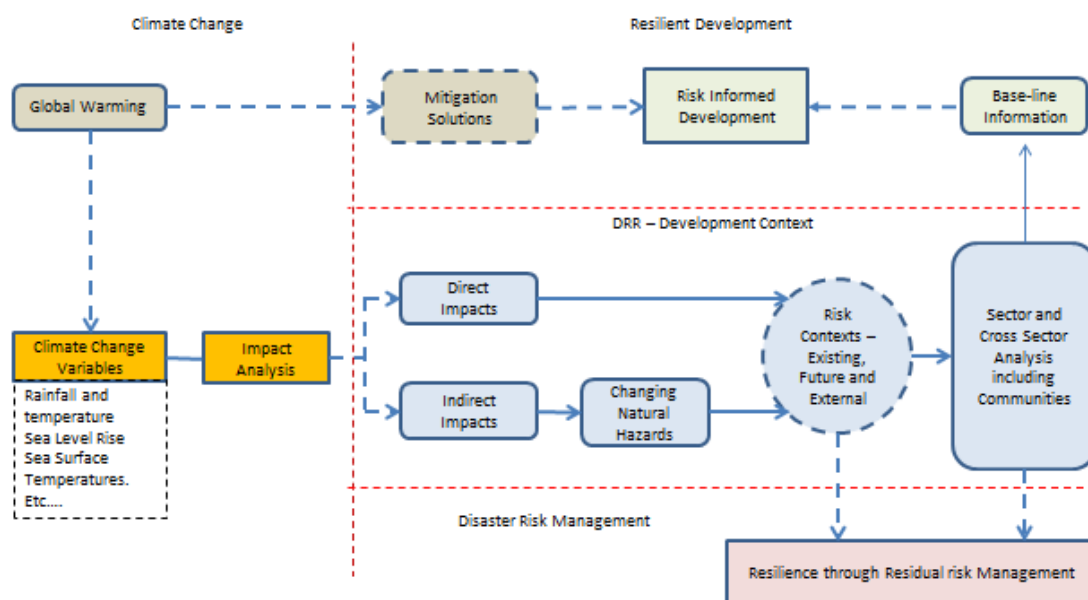 Climate Change
Resilient Development
Global Warming
Mitigation
Solutions
Risk Informed
Development
Base-line
Information
DRR – Development Context
Direct
Impacts
Risk
Contexts –
Existing,
Future and
External
Sector and
Cross Sector
Analysis
including
Communities
Climate Change
Variables
Impact
Analysis
Rainfall and
temperature
Sea Level Rise
Sea Surface
Temperatures.
Etc....
Indirect
Impacts
Changing
Natural
Hazards
Disaster Risk Management
Resilience through Residual risk Management